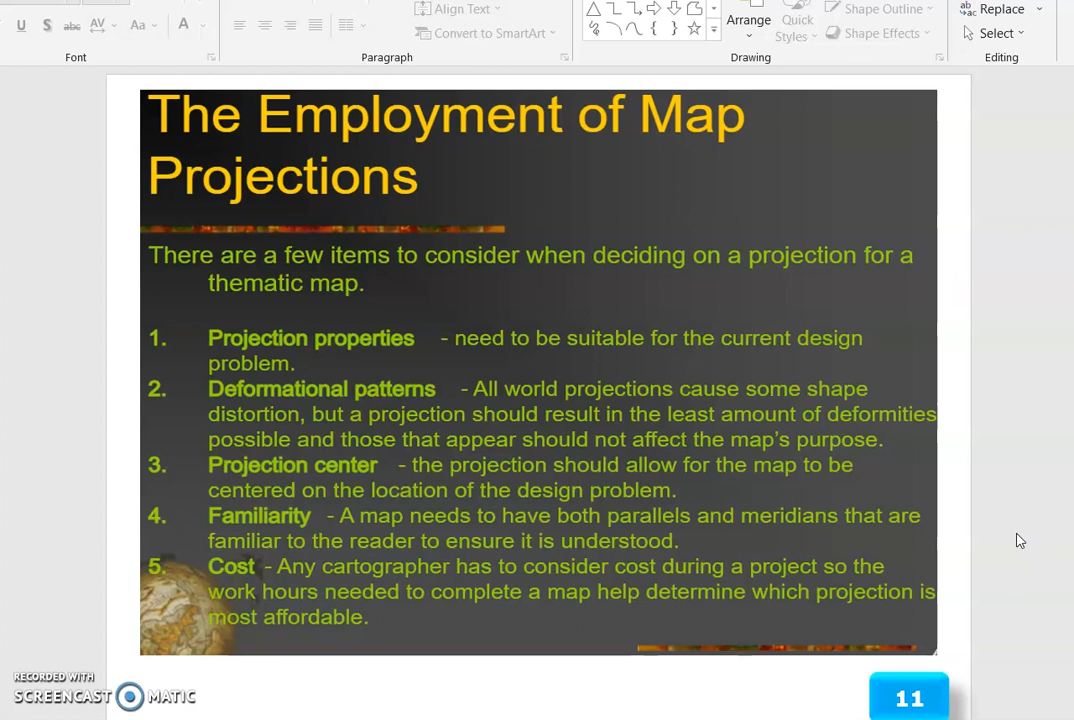 U S abc AV Aa A
Align Text
Convert to SmartArt
Arrange
Quick
Styles
Shape Outline
Shape Effects
Replace
Select
Font
Paragraph
Drawing
Editing
The Employment of Map
Projections
There are a few items to consider when deciding on a projection for a
thematic map.
1. Projection properties - need to be suitable for the current design
problem.
2. Deformational patterns - All world projections cause some shape
distortion, but a projection should result in the least amount of deformities
possible and those that appear should not affect the map's purpose.
3. Projection center - the projection should allow for the map to be
centered on the location of the design problem.
4. Familiarity - A map needs to have both parallels and meridians that are
familiar to the reader to ensure it is understood.
5. Cost - Any cartographer has to consider cost during a project so the
work hours needed to complete a map help determine which projection is
most affordable.
RECORDED WITH
SCREENCAST MATIC
11